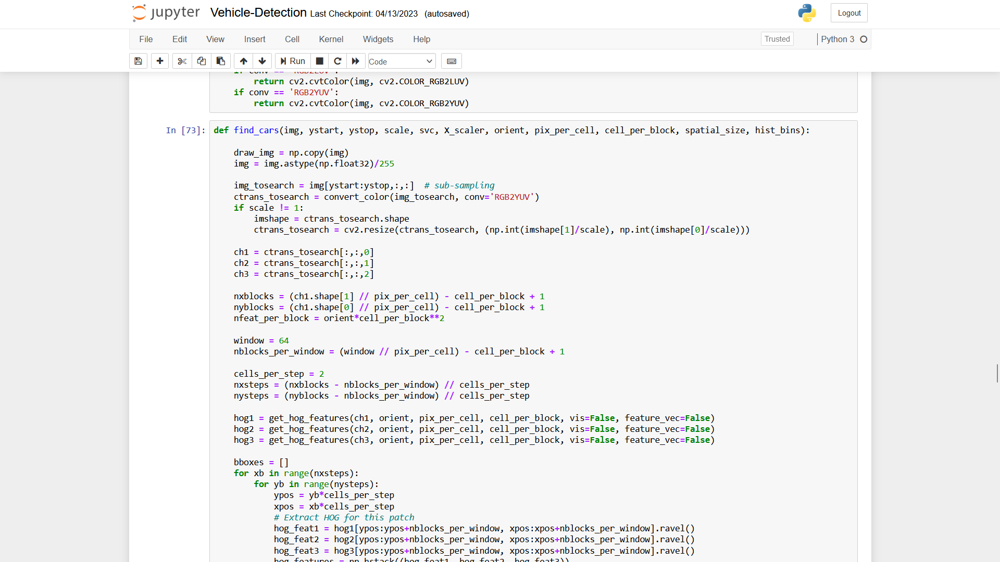 jupyter Vehicle-Detection Last Checkpoint: 04/13/2023 (autosaved) Logout
File Edit View Insert Cell Kernel Widgets Help Trusted Python 3
Run Code
if conv == 'RGB2LUV':
return cv2.cvtColor(img, cv2.COLOR_RGB2LUV)
if conv == 'RGB2YUV':
return cv2.cvtColor(img, cv2.COLOR_RGB2YUV)
In [73]: def find_cars(img, ystart, ystop, scale, svc, X_scaler, orient, pix_per_cell, cell_per_block, spatial_size, hist_bins):
draw_img = np.copy(img)
img = img.astype(np.float32)/255
img_tosearch = img[ystart:ystop,:,:]  # sub-sampling
ctrans_tosearch = convert_color(img_tosearch, conv='RGB2YUV')
if scale != 1:
imshape = ctrans_tosearch.shape
ctrans_tosearch = cv2.resize(ctrans_tosearch, (np.int(imshape[1]/scale), np.int(imshape[0]/scale)))
ch1 = ctrans_tosearch[:,:,0]
ch2 = ctrans_tosearch[:,:,1]
ch3 = ctrans_tosearch[:,:,2]
nxblocks = (ch1.shape[1] // pix_per_cell) - cell_per_block + 1
nyblocks = (ch1.shape[0] // pix_per_cell) - cell_per_block + 1
nfeat_per_block = orient*cell_per_block**2
window = 64
nblocks_per_window = (window // pix_per_cell) - cell_per_block + 1
cells_per_step = 2
nxsteps = (nxblocks - nblocks_per_window) // cells_per_step
nysteps = (nyblocks - nblocks_per_window) // cells_per_step
hog1 = get_hog_features(ch1, orient, pix_per_cell, cell_per_block, vis=False, feature_vec=False)
hog2 = get_hog_features(ch2, orient, pix_per_cell, cell_per_block, vis=False, feature_vec=False)
hog3 = get_hog_features(ch3, orient, pix_per_cell, cell_per_block, vis=False, feature_vec=False)
bboxes = []
for xb in range(nxsteps):
for yb in range(nysteps):
ypos = yb*cells_per_step
xpos = xb*cells_per_step
# Extract HOG for this patch
hog_feat1 = hog1[ypos:ypos+nblocks_per_window, xpos:xpos+nblocks_per_window].ravel()
hog_feat2 = hog2[ypos:ypos+nblocks_per_window, xpos:xpos+nblocks_per_window].ravel()
hog_feat3 = hog3[ypos:ypos+nblocks_per_window, xpos:xpos+nblocks_per_window].ravel()
hog_features = np.hstack((hog_feat1, hog_feat2, hog_feat3))